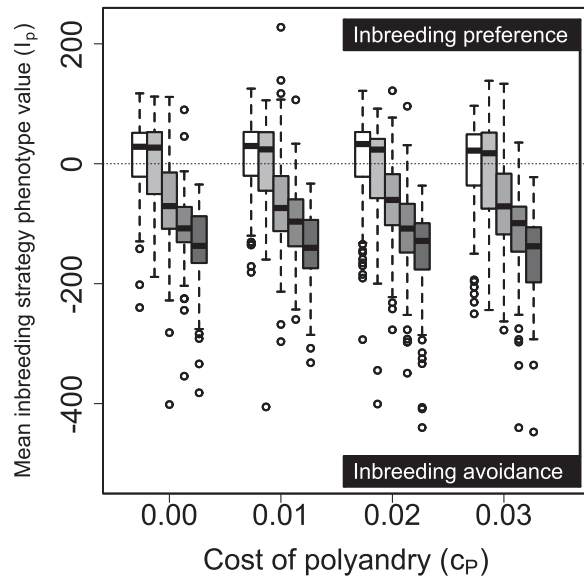 Mean inbreeding strategy phenotype value (Ip)
200
0
-200
-400
Inbreeding preference
Inbreeding avoidance
0.00 0.01 0.02 0.03
Cost of polyandry (cP)